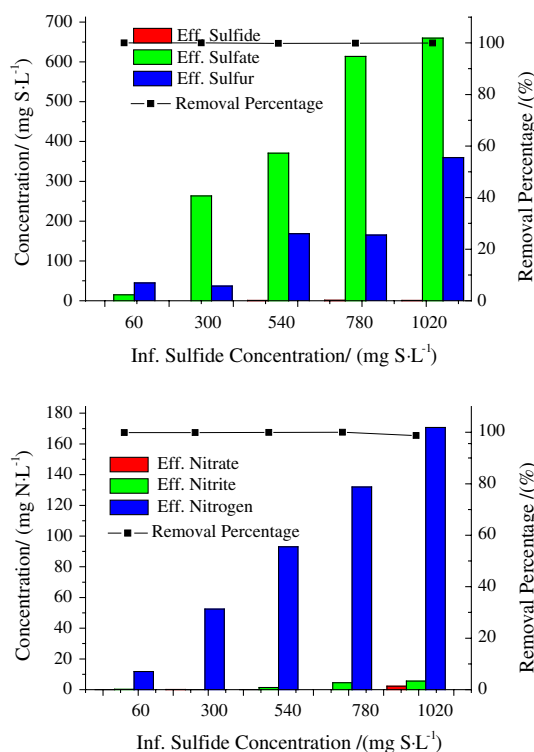 700
600
500
400
300
200
100
0
Concentration/ (mg S·L⁻¹)
Eff. Sulfide
Eff. Sulfate
Eff. Sulfur
Removal Percentage
100
80
60
40
20
0
Removal Percentage /(%)
60 300 540 780 1020
Inf. Sulfide Concentration/ (mg S·L⁻¹)
180
160
140
120
100
80
60
40
20
0
Concentration/ (mg N·L⁻¹)
Eff. Nitrate
Eff. Nitrite
Eff. Nitrogen
Removal Percentage
100
80
60
40
20
0
Removal Percentage /(%)
60 300 540 780 1020
Inf. Sulfide Concentration /(mg S·L⁻¹)